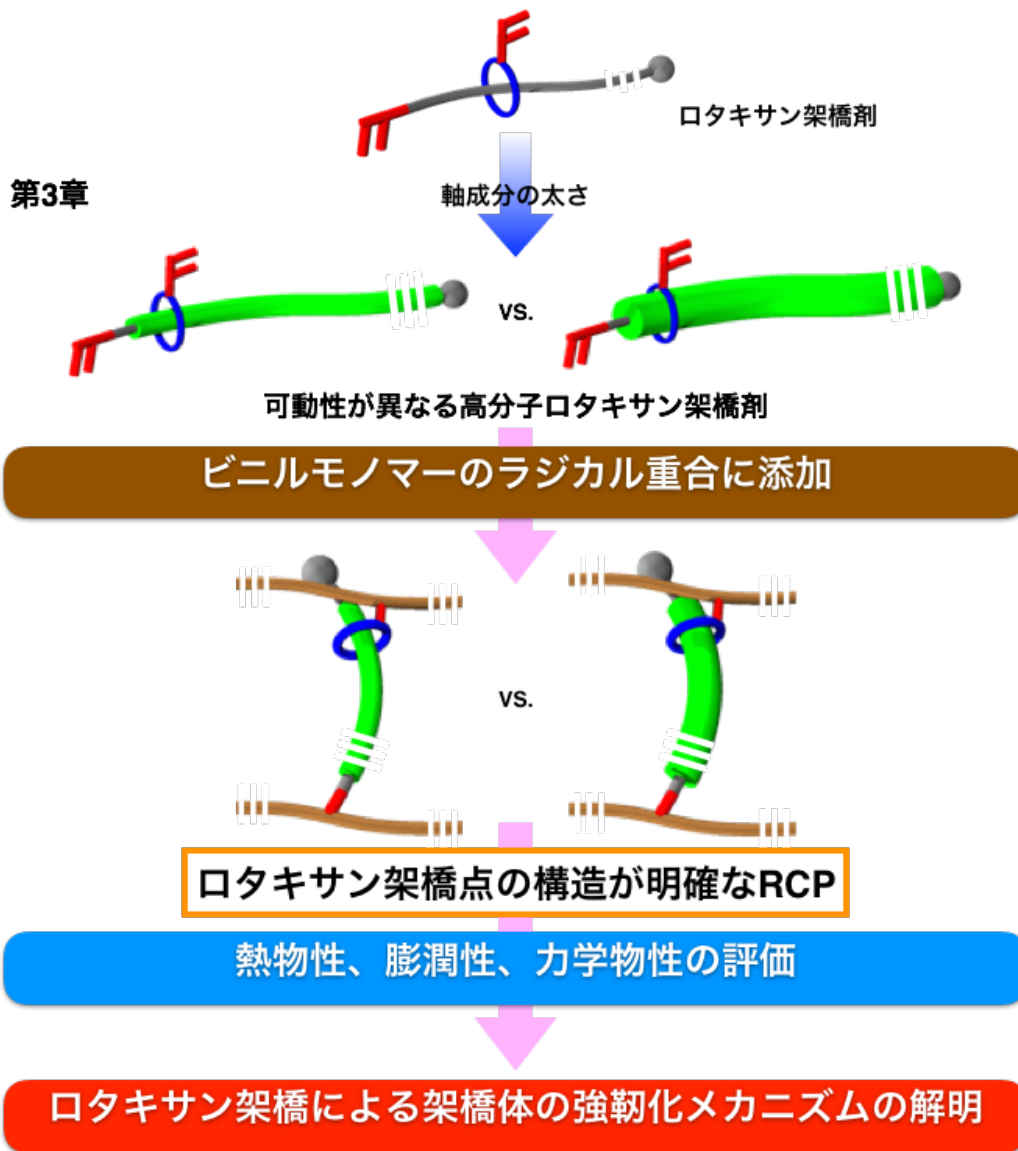 ロタキサン架橋剤
第3章
軸成分の太さ
vs.
可動性が異なる高分子ロタキサン架橋剤
ビニルモノマーのラジカル重合に添加
vs.
ロタキサン架橋点の構造が明確なRCP
熱物性、膨潤性、力学物性の評価
ロタキサン架橋による架橋体の強靭化メカニズムの解明